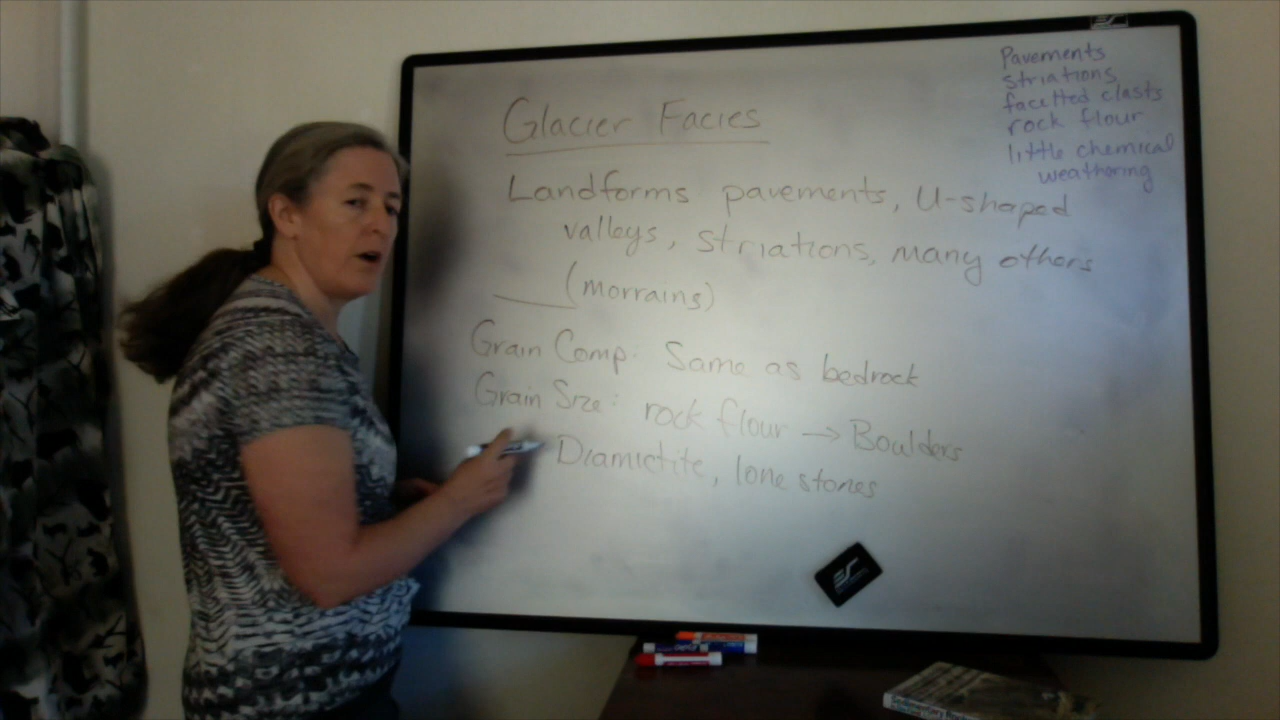 Glacier Facies
Landforms pavements, U-shaped
valleys, striations, many others
(morrains)
Grain Comp. Same as bedrock
Grain Size: rock flour → Boulders
Diamictite, lone stones
Pavements
striations
facetted clasts
rock flour
little chemical
weathoring